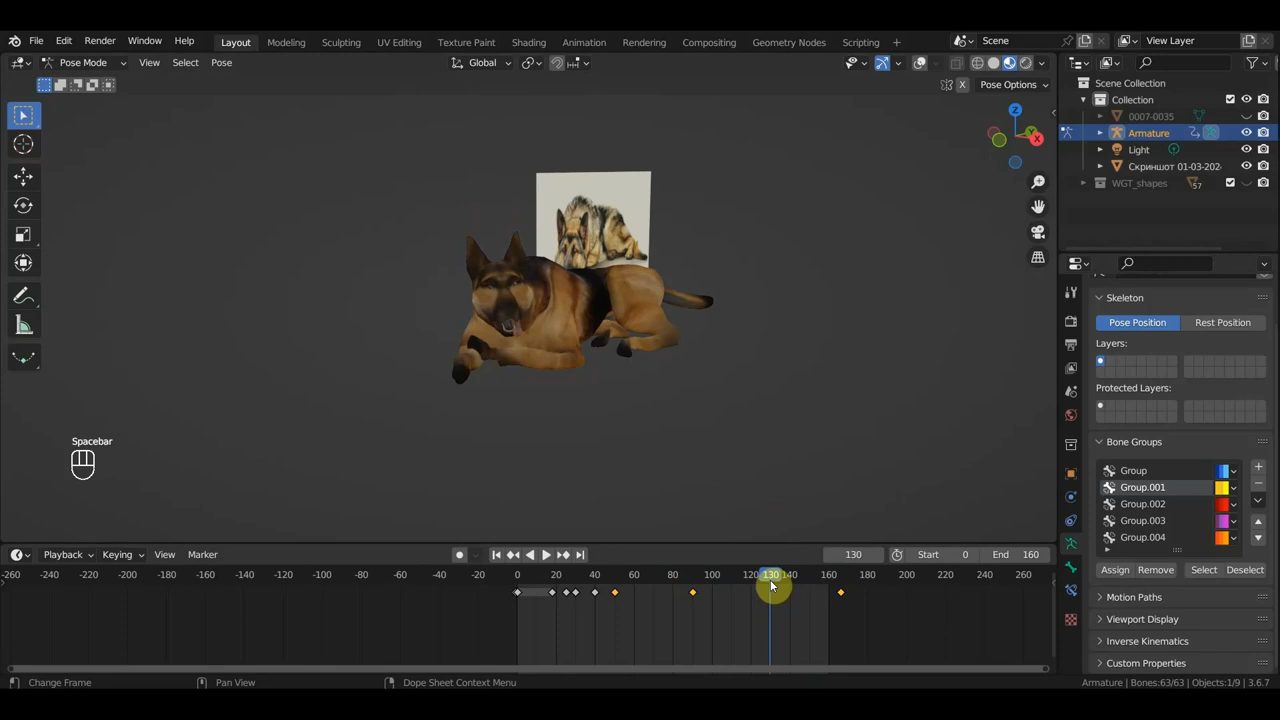 File Edit Render Window Help Layout Modeling Sculpting UV Editing Texture Paint Shading Animation Rendering Compositing Geometry Nodes Scripting + Scene View Layer
Pose Mode View Select Pose Global
X Pose Options
Scene Collection
Collection
0007-0035
Armature
Light
Скриншот 01-03-202
WGT_shapes 57
Z
X
Skeleton
Pose Position Rest Position
Layers:
Protected Layers:
Bone Groups
Group
Group.001
Group.002
Group.003
Group.004
Assign Remove Select Deselect
Motion Paths
Viewport Display
Inverse Kinematics
Custom Properties
Spacebar
Playback Keying View Marker 130 Start 0 End 160
-260 -240 -220 -200 -180 -160 -140 -120 -100 -80 -60 -40 -20 0 20 40 60 80 100 120 130 140 160 180 200 220 240 260
Change Frame Pan View Dope Sheet Context Menu Armature | Bones:63/63 | Objects:1/9 | 3.6.7